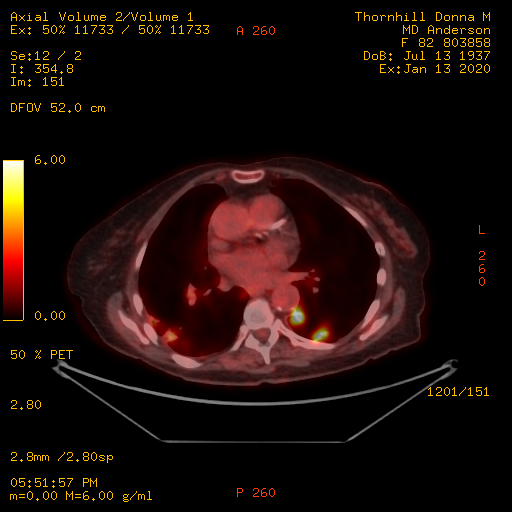 Axial Volume 2/Volume 1
Ex: 50% 11733 / 50% 11733
Se:12 / 2
I: 354.8
Im: 151
DFOV 52.0 cm
A 260
Thornhill Donna M
MD Anderson
F 82 803858
DoB: Jul 13 1937
Ex:Jan 13 2020
6.00
0.00
L
2
6
0
50 % PET
2.80
1201/151
2.8mm /2.80sp
05:51:57 PM
m=0.00 M=6.00 g/ml
P 260